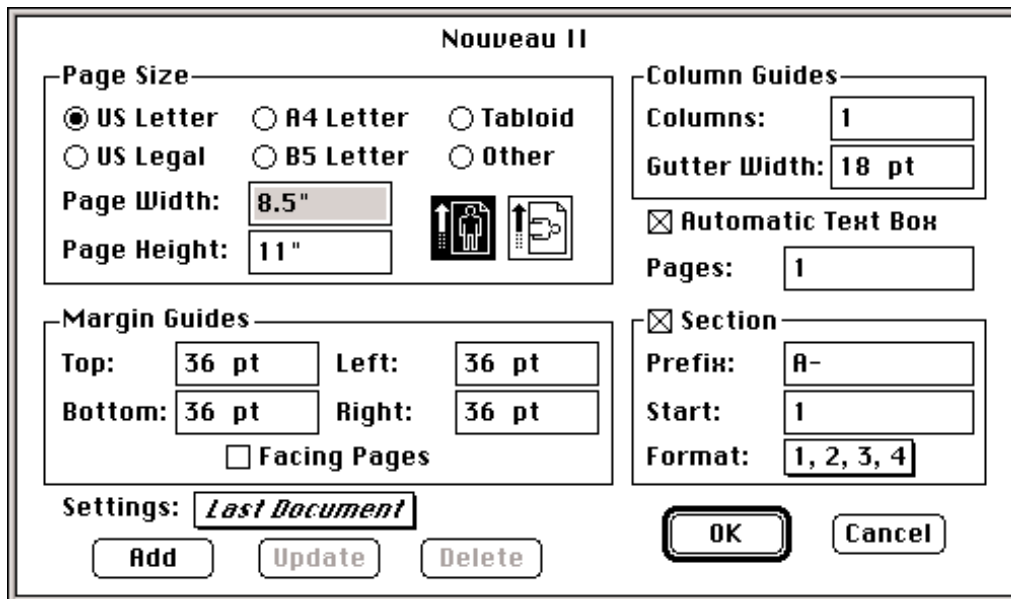 Nouveau II
Page Size
US Letter A4 Letter Tabloid
US Legal B5 Letter Other
Page Width: 8.5"
Page Height: 11"
Column Guides
Columns: 1
Gutter Width: 18 pt
Automatic Text Box
Pages: 1
Margin Guides
Top: 36 pt Left: 36 pt
Bottom: 36 pt Right: 36 pt
Facing Pages
Section
Prefix: A-
Start: 1
Format: 1, 2, 3, 4
Settings: Last Document
Add Update Delete
OK Cancel